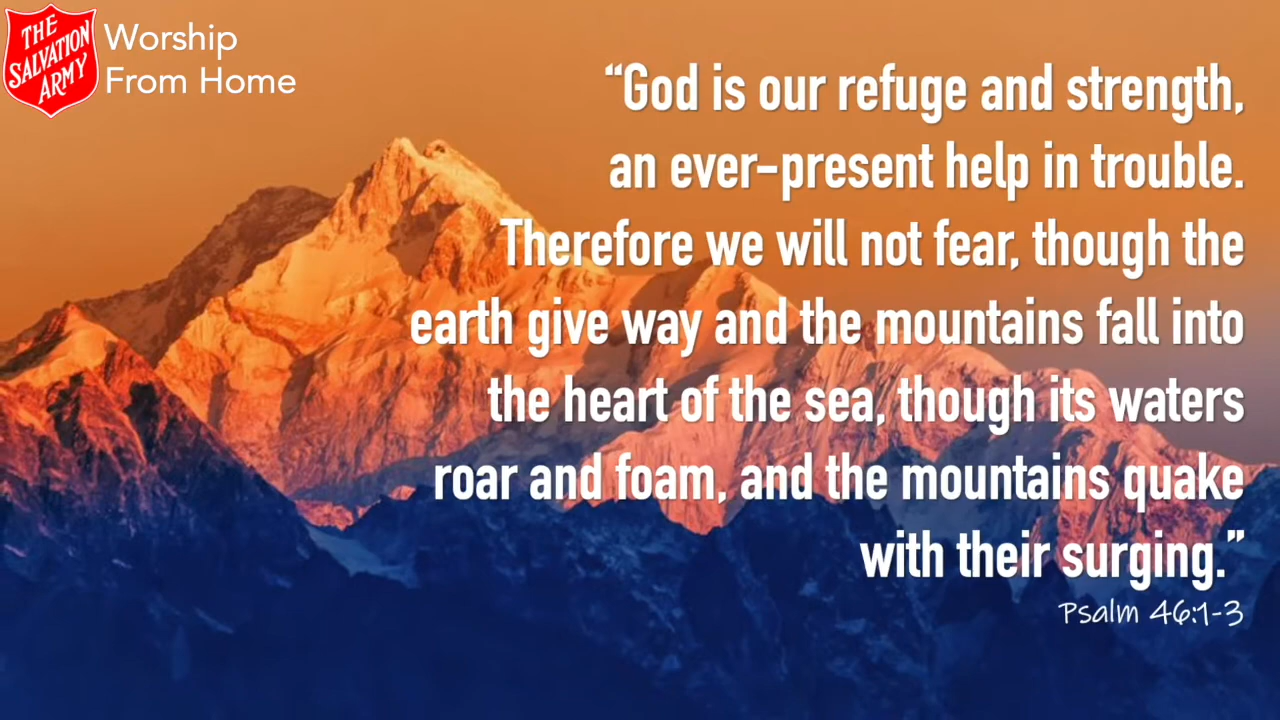 THE
SALVATION
ARMY
Worship
From Home
“God is our refuge and strength,
an ever-present help in trouble.
Therefore we will not fear, though the
earth give way and the mountains fall into
the heart of the sea, though its waters
roar and foam, and the mountains quake
with their surging.”
Psalm 46:1-3